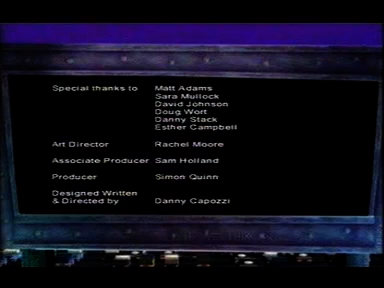 Special thanks to Matt Adams
Sara Mullock
David Johnson
Doug Wort
Danny Stack
Esther Campbell
Art Director Rachel Moore
Associate Producer Sam Holland
Producer Simon Quinn
Designed Written
& Directed by Danny Capozzi